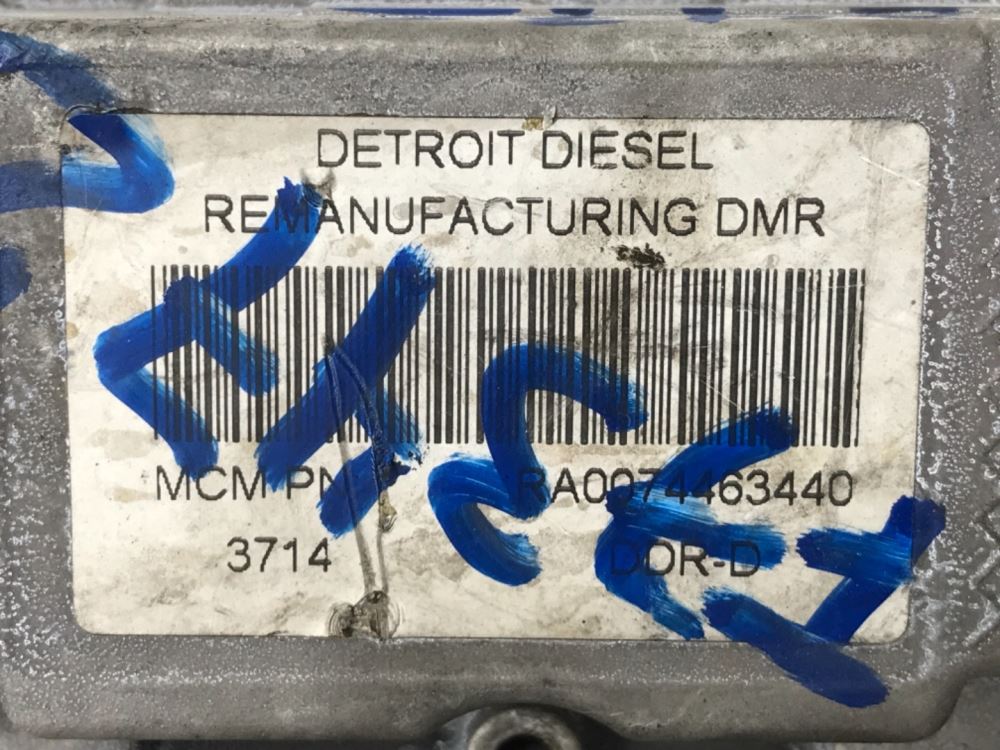 DETROIT DIESEL
REMANUFACTURING DMR
MCM PN RA0074463440
3714 DOR-D